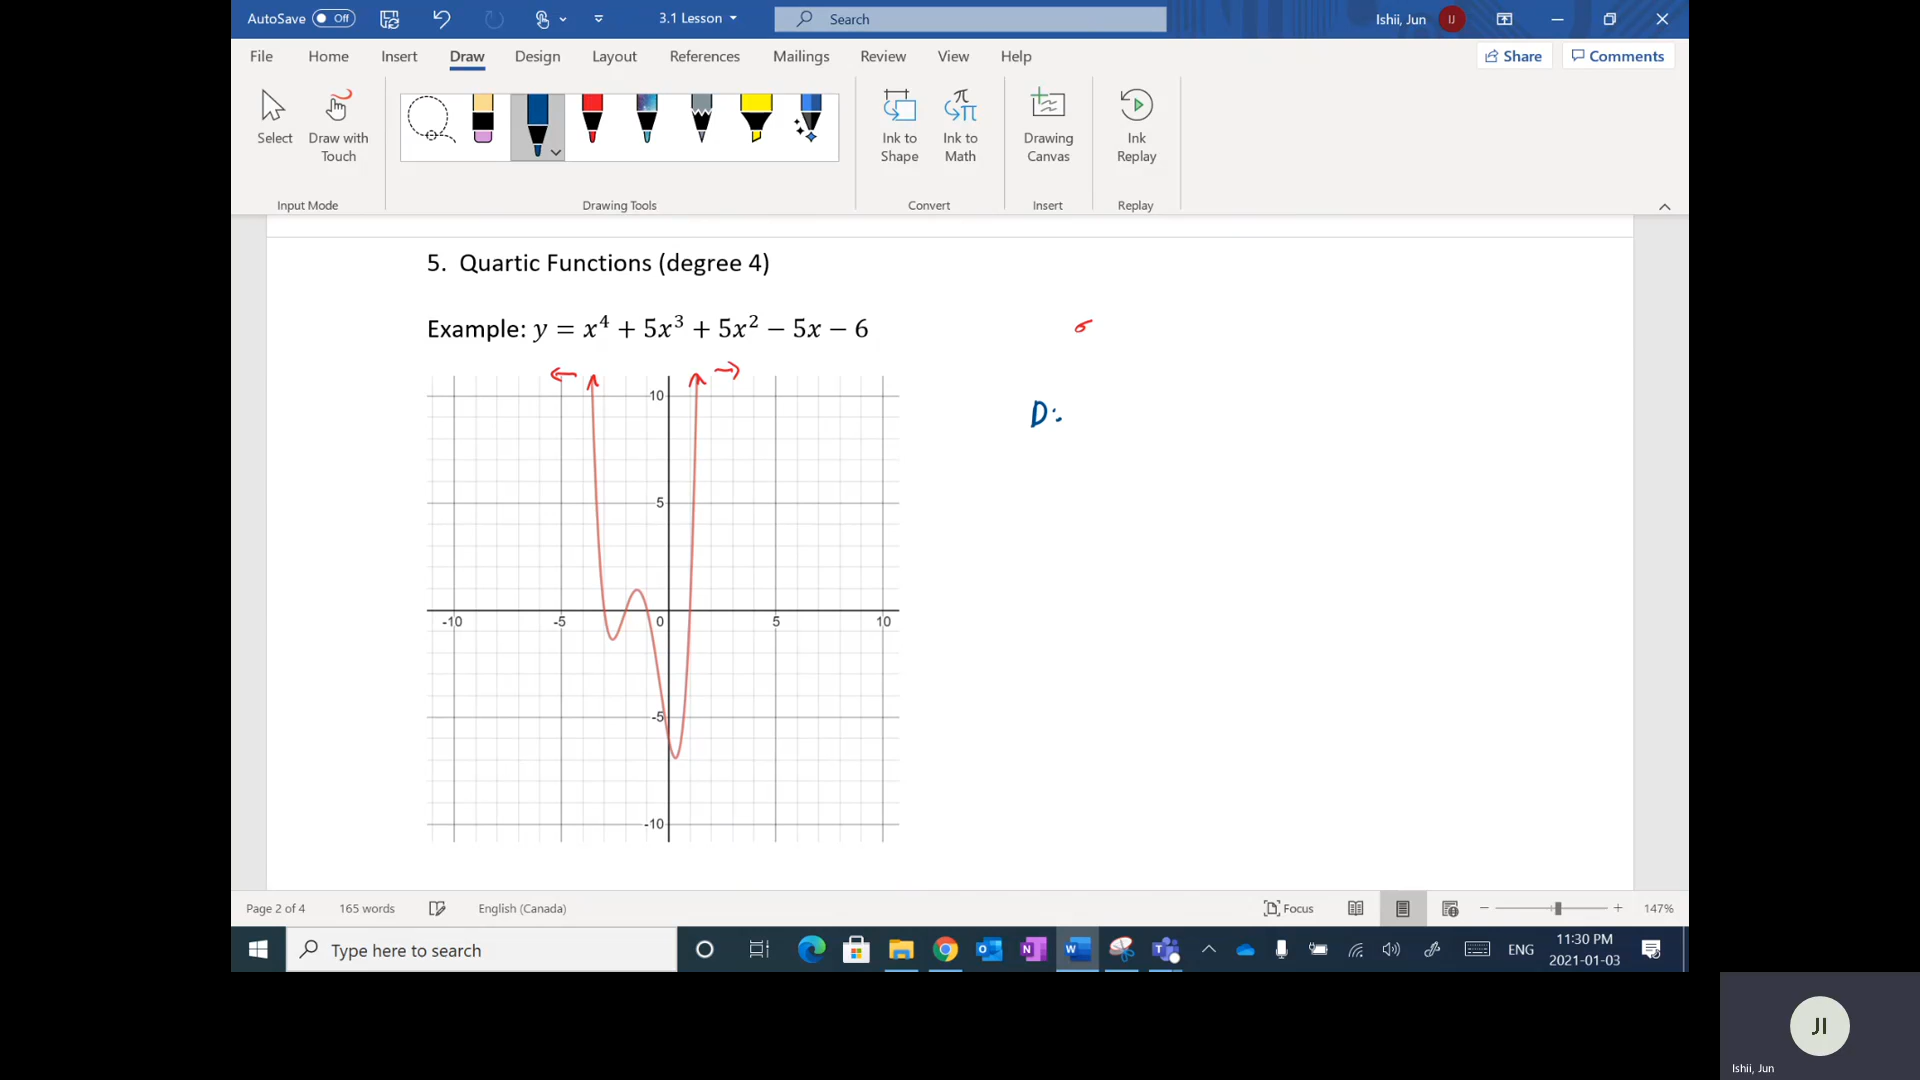 AutoSave Off 3.1 Lesson Search Ishii, Jun IJ
File Home Insert Draw Design Layout References Mailings Review View Help Share Comments
Select Draw with Touch Ink to Shape Ink to Math Drawing Canvas Ink Replay
Input Mode Drawing Tools Convert Insert Replay
5. Quartic Functions (degree 4)
Example: y = x⁴ + 5x³ + 5x² − 5x − 6
D:
10
5
-10 -5 0 5 10
-5
-10
Page 2 of 4 165 words English (Canada) Focus 147%
Type here to search ENG 11:30 PM
2021-01-03
JI
Ishii, Jun